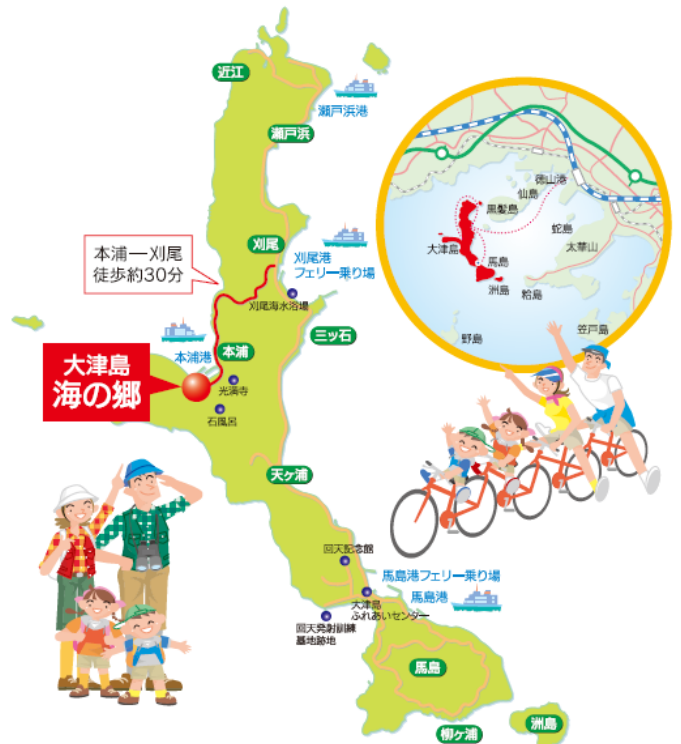 近江
瀬戸浜港
瀬戸浜
徳山港
仙島
黒髪島
蛇島
大津島
太華山
馬島
洲島
粭島
野島
笠戸島
本浦―刈尾
徒歩約30分
刈尾
刈尾港
フェリー乗り場
刈尾海水浴場
三ッ石
本浦港
本浦
大津島
海の郷
光満寺
石風呂
天ヶ浦
回天記念館
馬島港フェリー乗り場
馬島港
大津島
ふれあいセンター
回天発射訓練
基地跡地
馬島
柳ヶ浦
洲島